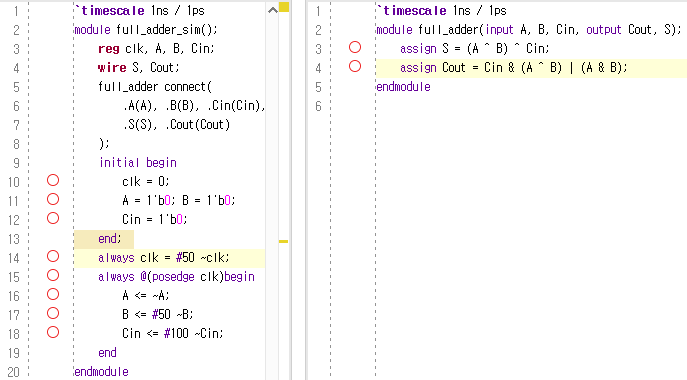 1 `timescale 1ns / 1ps
2 module full_adder_sim();
3 reg clk, A, B, Cin;
4 wire S, Cout;
5 full_adder connect(
6 .A(A), .B(B), .Cin(Cin),
7 .S(S), .Cout(Cout)
8 );
9 initial begin
10 clk = 0;
11 A = 1'b0; B = 1'b0;
12 Cin = 1'b0;
13 end;
14 always clk = #50 ~clk;
15 always @(posedge clk)begin
16 A <= ~A;
17 B <= #50 ~B;
18 Cin <= #100 ~Cin;
19 end
20 endmodule
1 `timescale 1ns / 1ps
2 module full_adder(input A, B, Cin, output Cout, S);
3 assign S = (A ^ B) ^ Cin;
4 assign Cout = Cin & (A ^ B) | (A & B);
5 endmodule
6